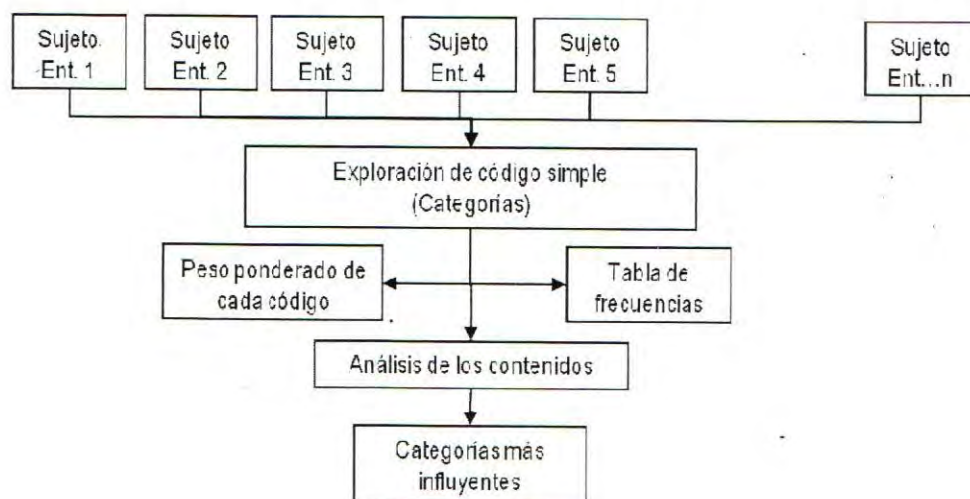 Sujeto
Ent. 1
Sujeto
Ent. 2
Sujeto
Ent. 3
Sujeto
Ent. 4
Sujeto
Ent. 5
Sujeto
Ent...n
Exploración de código simple
(Categorías)
Peso ponderado de
cada código
Tabla de
frecuencias
Análisis de los contenidos
Categorías más
influyentes